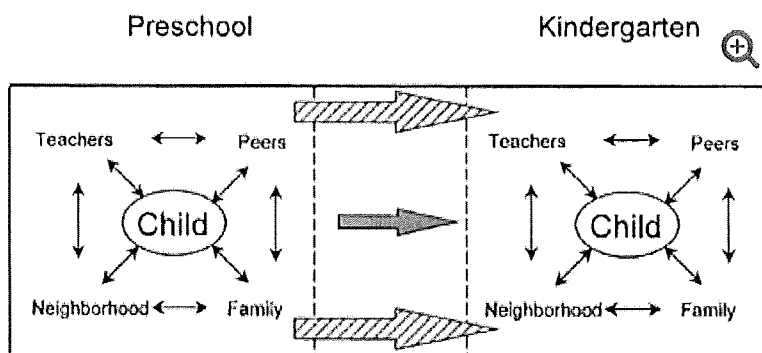 Preschool Kindergarten
Teachers Peers Teachers Peers
Child Child
Neighborhood Family Neighborhood Family